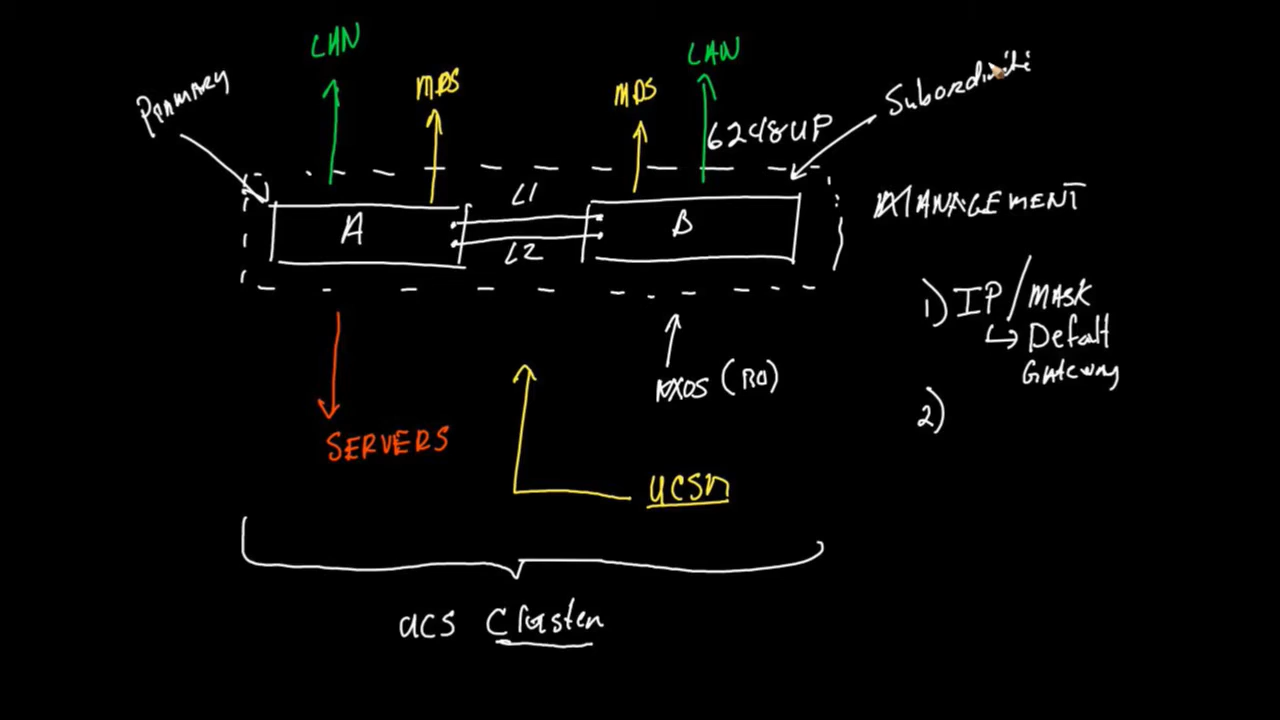 LAN
LAN
Primary
MDS
MDS
Subordinate
6248UP
L1
A
B
L2
MANAGEMENT
1) IP/MASK
Default
Gateway
NXOS (RO)
2)
SERVERS
UCSM
UCS Cluster